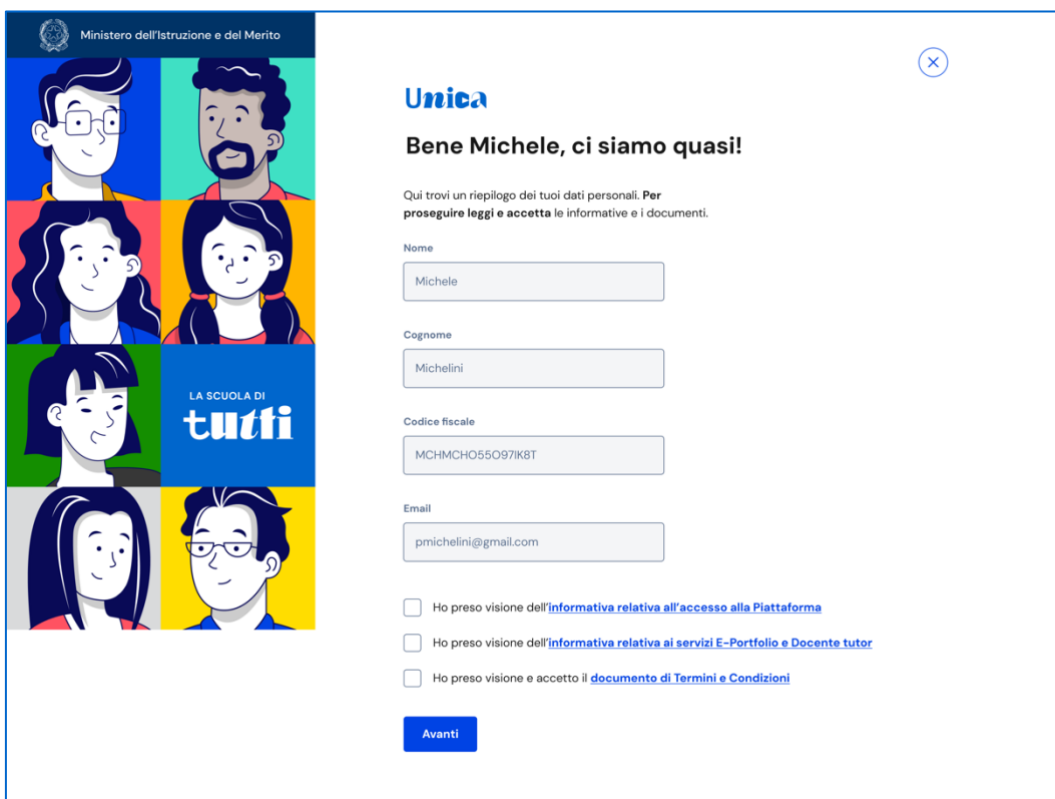 Ministero dell'Istruzione e del Merito
LA SCUOLA DI
tutti
Unica
Bene Michele, ci siamo quasi!
Qui trovi un riepilogo dei tuoi dati personali. Per
proseguire leggi e accetta le informative e i documenti.
Nome
Michele
Cognome
Michelini
Codice fiscale
MCHMCHO55O97IK8T
Email
pmichelini@gmail.com
Ho preso visione dell'informativa relativa all'accesso alla Piattaforma
Ho preso visione dell'informativa relativa ai servizi E-Portfolio e Docente tutor
Ho preso visione e accetto il documento di Termini e Condizioni
Avanti